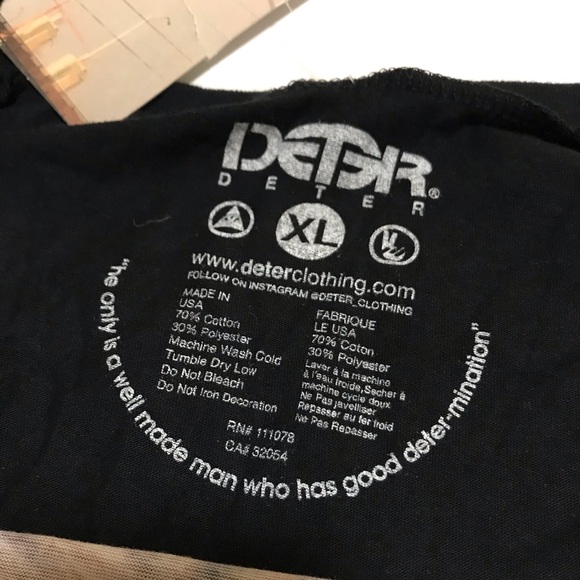 DETER®
DETER
XL
www.deterclothing.com
FOLLOW ON INSTAGRAM @DETER_CLOTHING
MADE IN
USA
70% Cotton
30% Polyester
Machine Wash Cold
Tumble Dry Low
Do Not Bleach
Do Not Iron Decoration
FABRIQUE
LE USA
70% Coton
30% Polyester
Laver à la machine
à l'eau froide,Secher à
machine cycle doux
Ne Pas javelliser
Repasser au fer froid
Ne Pas Repasser
RN# 111078
CA# 32054
"he only is a well made man who has good deter-mination"